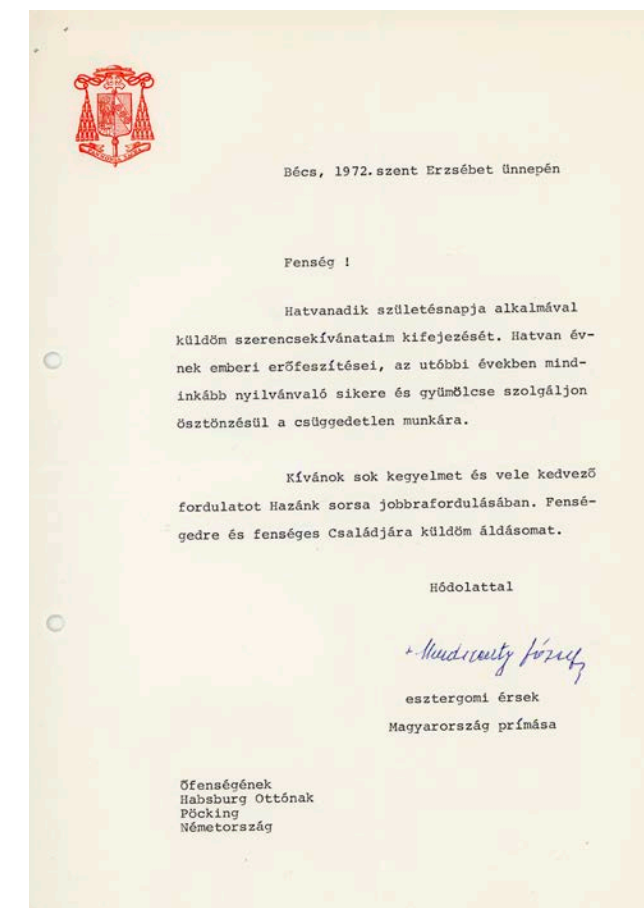 Bécs, 1972. szent Erzsébet ünnepén
Fenség !
Hatvanadik születésnapja alkalmával
küldöm szerencsekívánataim kifejezését. Hatvan év-
nek emberi erőfeszítései, az utóbbi években mind-
inkább nyilvánvaló sikere és gyümölcse szolgáljon
ösztönzésül a csüggedetlen munkára.
Kívánok sok kegyelmet és vele kedvező
fordulatot Hazánk sorsa jobbrafordulásában. Fensé-
gedre és fenséges Családjára küldöm áldásomat.
Hódolattal
+ Mindszenty József
esztergomi érsek
Magyarország prímása
Őfenségének
Habsburg Ottónak
Pöcking
Németország